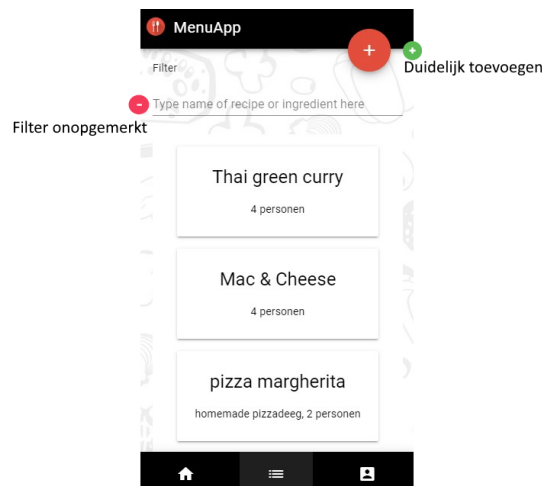 MenuApp
+
+
Duidelijk toevoegen
Filter
-
Type name of recipe or ingredient here
Filter onopgemerkt
Thai green curry
4 personen
Mac & Cheese
4 personen
pizza margherita
homemade pizzadeeg, 2 personen